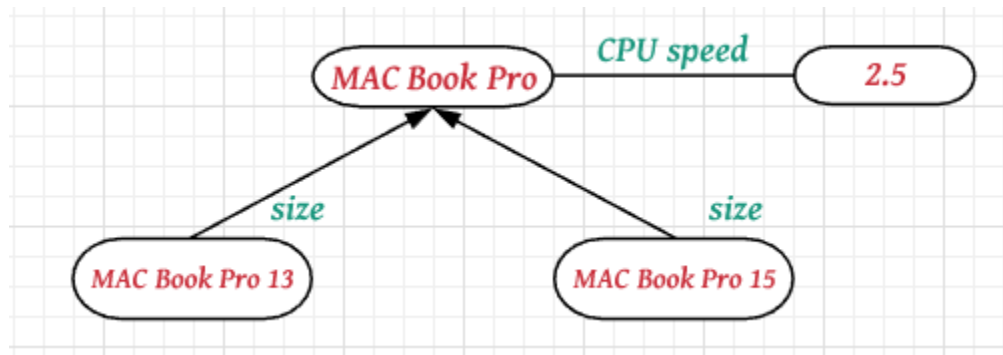 CPU speed
MAC Book Pro
2.5
size
size
MAC Book Pro 13
MAC Book Pro 15